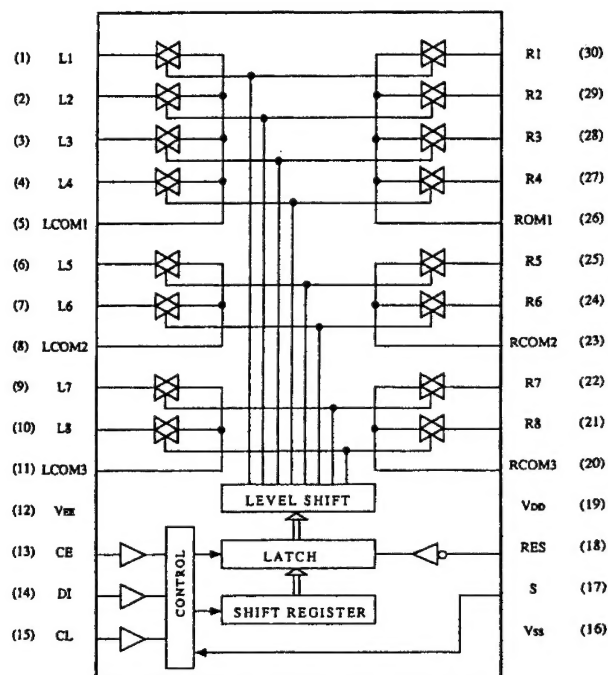 (1) L1 R1 (30)
(2) L2 R2 (29)
(3) L3 R3 (28)
(4) L4 R4 (27)
(5) LCOM1 ROM1 (26)
(6) L5 R5 (25)
(7) L6 R6 (24)
(8) LCOM2 RCOM2 (23)
(9) L7 R7 (22)
(10) L8 R8 (21)
(11) LCOM3 RCOM3 (20)
LEVEL SHIFT
(12) VEE VDD (19)
(13) CE LATCH RES (18)
CONTROL
(14) DI SHIFT REGISTER S (17)
(15) CL VSS (16)